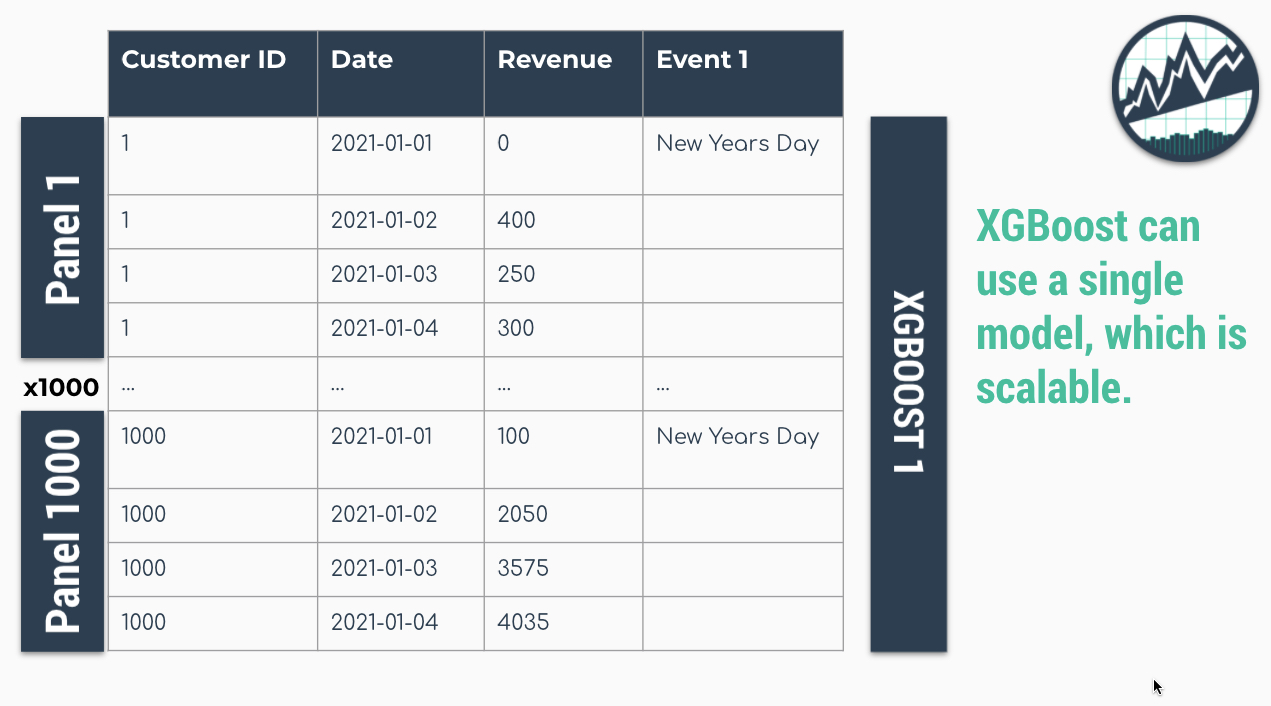 Customer ID Date Revenue Event 1
Panel 1
1 2021-01-01 0 New Years Day
1 2021-01-02 400
1 2021-01-03 250
1 2021-01-04 300
x1000
... ... ... ...
Panel 1000
1000 2021-01-01 100 New Years Day
1000 2021-01-02 2050
1000 2021-01-03 3575
1000 2021-01-04 4035
XGBOOST 1
XGBoost can
use a single
model, which is
scalable.